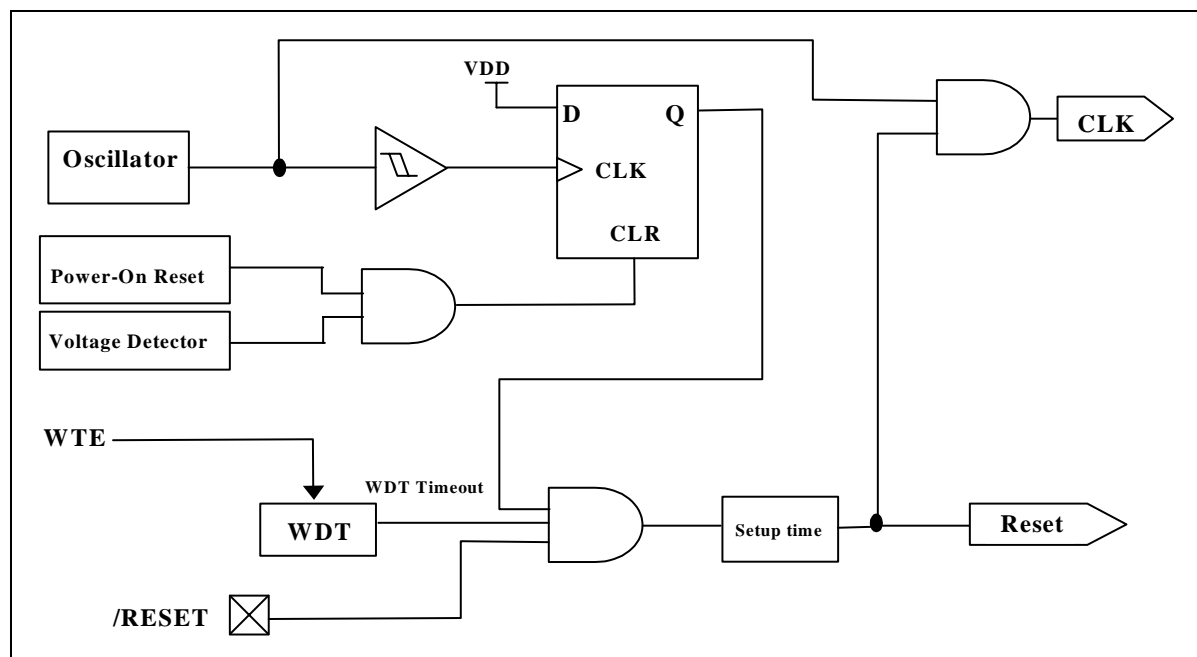 VDD
D
Q
CLK
Oscillator
CLK
CLR
Power-On Reset
Voltage Detector
WTE
WDT Timeout
WDT
Setup time
Reset
/RESET